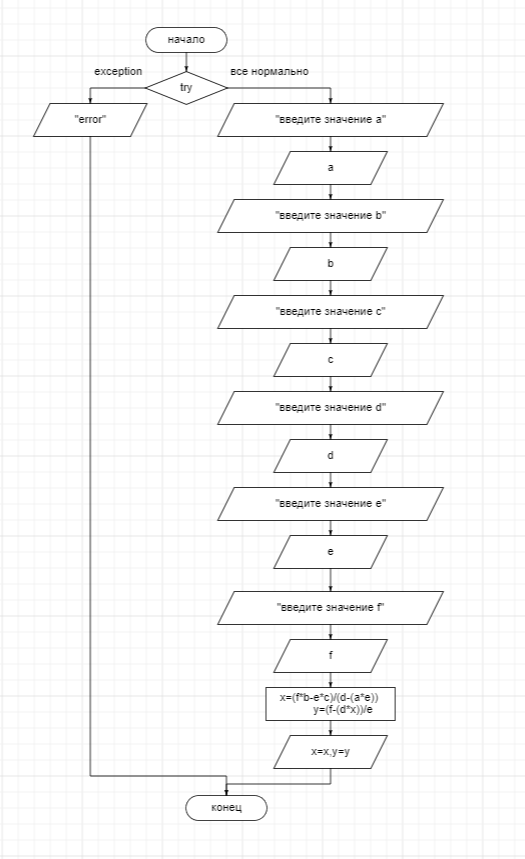 начало
exception
все нормально
try
"error"
"введите значение a"
a
"введите значение b"
b
"введите значение c"
c
"введите значение d"
d
"введите значение e"
e
"введите значение f"
f
x=(f*b-e*c)/(d-(a*e))
y=(f-(d*x))/e
x=x,y=y
конец